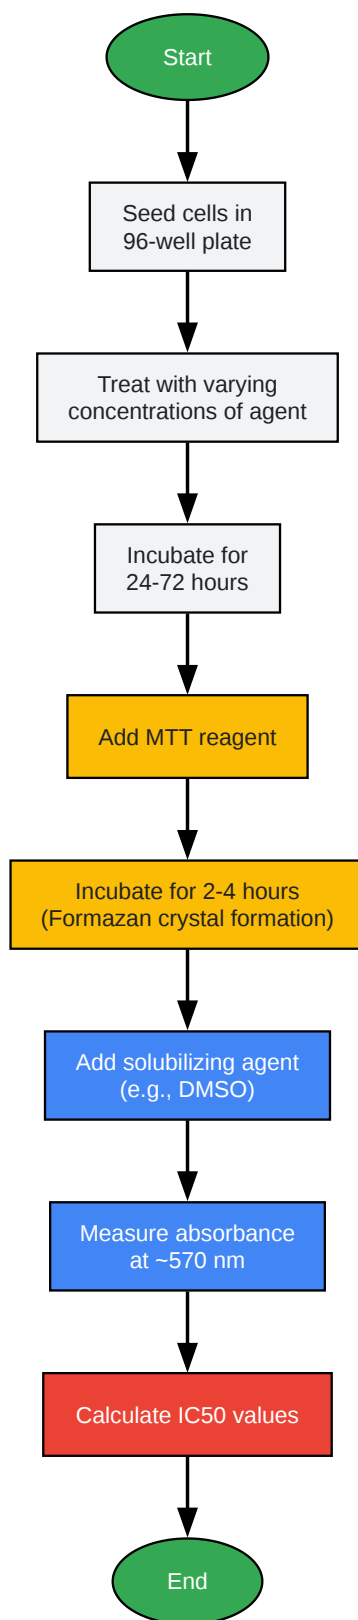 Start
Seed cells in
96-well plate
Treat with varying
concentrations of agent
Incubate for
24-72 hours
Add MTT reagent
Incubate for 2-4 hours
(Formazan crystal formation)
Add solubilizing agent
(e.g., DMSO)
Measure absorbance
at ~570 nm
Calculate IC50 values
End